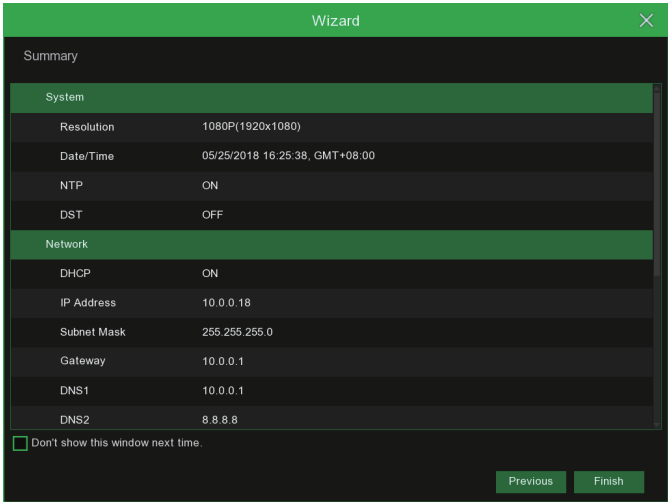 Wizard
Summary
System
Resolution 1080P(1920x1080)
Date/Time 05/25/2018 16:25:38, GMT+08:00
NTP ON
DST OFF
Network
DHCP ON
IP Address 10.0.0.18
Subnet Mask 255.255.255.0
Gateway 10.0.0.1
DNS1 10.0.0.1
DNS2 8.8.8.8
Don't show this window next time.
Previous Finish